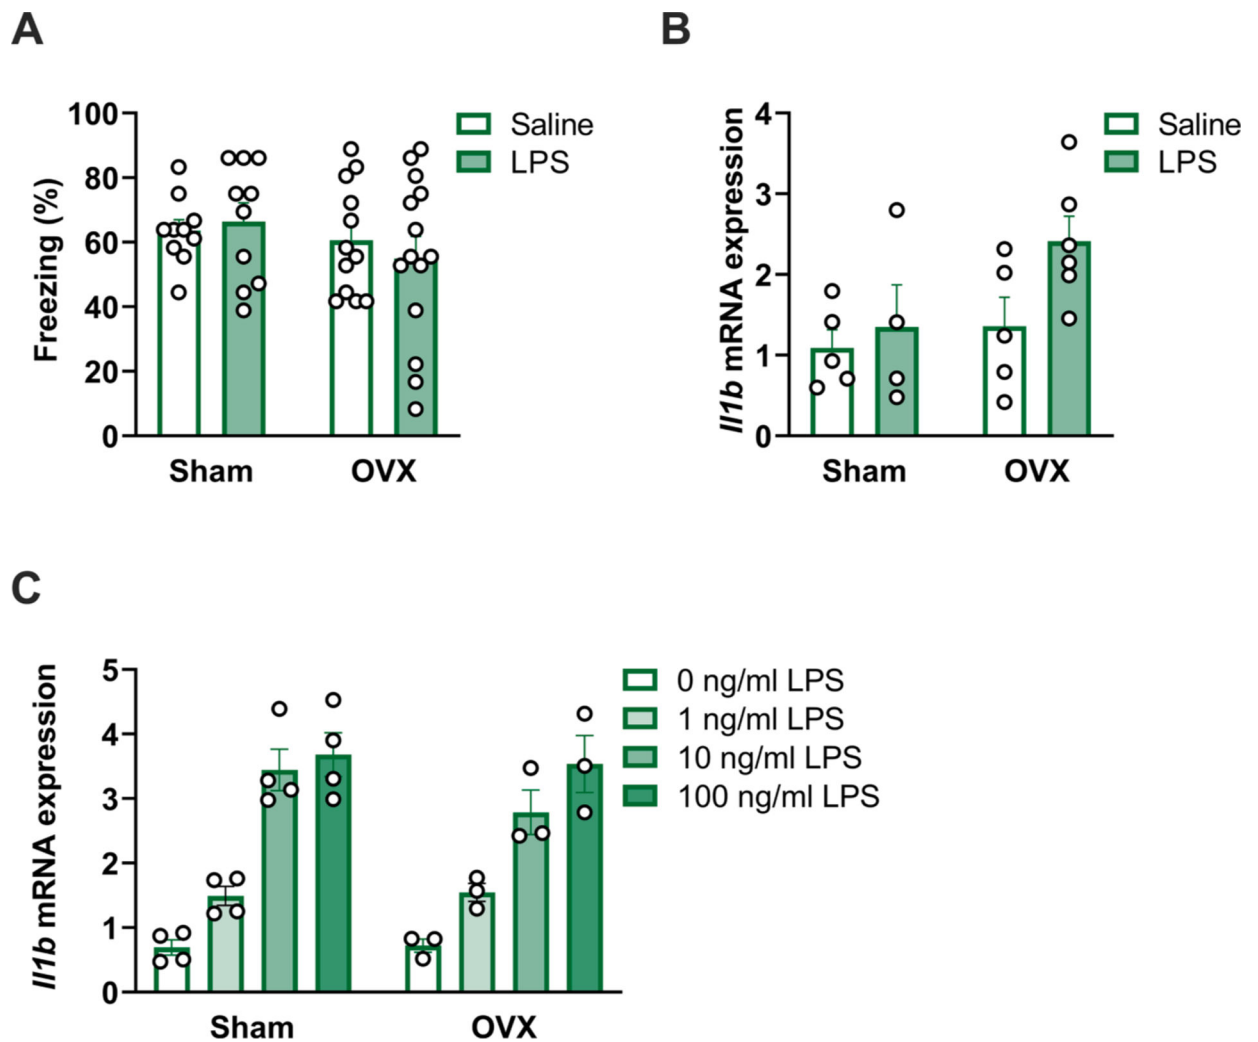 A
Freezing (%)
100
80
60
40
20
0
Sham
OVX
Saline
LPS
B
Il1b mRNA expression
4
3
2
1
0
Sham
OVX
Saline
LPS
C
Il1b mRNA expression
5
4
3
2
1
0
Sham
OVX
0 ng/ml LPS
1 ng/ml LPS
10 ng/ml LPS
100 ng/ml LPS